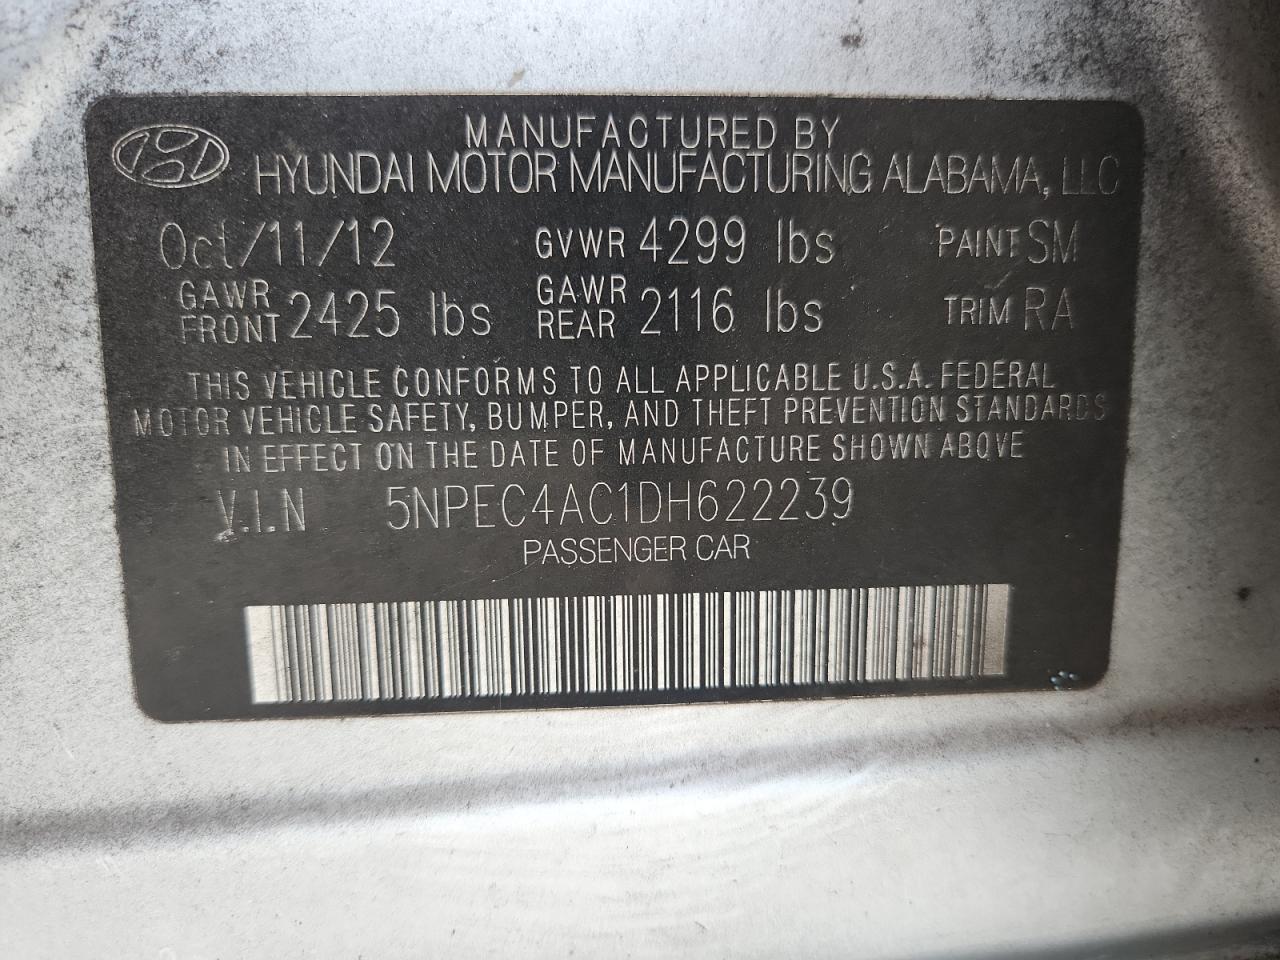 MANUFACTURED BY
HYUNDAI MOTOR MANUFACTURING ALABAMA, LLC
Oct/11/12 GVWR 4299 lbs PAINT SM
GAWR FRONT 2425 lbs GAWR REAR 2116 lbs TRIM RA
THIS VEHICLE CONFORMS TO ALL APPLICABLE U.S.A. FEDERAL
MOTOR VEHICLE SAFETY, BUMPER, AND THEFT PREVENTION STANDARDS
IN EFFECT ON THE DATE OF MANUFACTURE SHOWN ABOVE
V.I.N 5NPEC4AC1DH622239
PASSENGER CAR